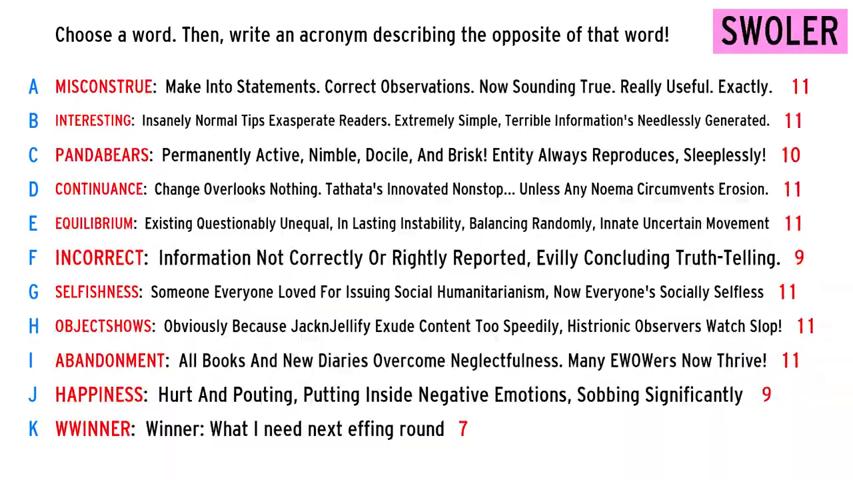 Choose a word. Then, write an acronym describing the opposite of that word!
SWOLER
A MISCONSTRUE: Make Into Statements. Correct Observations. Now Sounding True. Really Useful. Exactly. 11
B INTERESTING: Insanely Normal Tips Exasperate Readers. Extremely Simple, Terrible Information's Needlessly Generated. 11
C PANDABEARS: Permanently Active, Nimble, Docile, And Brisk! Entity Always Reproduces, Sleeplessly! 10
D CONTINUANCE: Change Overlooks Nothing. Tathata's Innovated Nonstop... Unless Any Noema Circumvents Erosion. 11
E EQUILIBRIUM: Existing Questionably Unequal, In Lasting Instability, Balancing Randomly, Innate Uncertain Movement 11
F INCORRECT: Information Not Correctly Or Rightly Reported, Evilly Concluding Truth-Telling. 9
G SELFISHNESS: Someone Everyone Loved For Issuing Social Humanitarianism, Now Everyone's Socially Selfless 11
H OBJECTSHOWS: Obviously Because JacknJellify Exude Content Too Speedily, Histrionic Observers Watch Slop! 11
I ABANDONMENT: All Books And New Diaries Overcome Neglectfulness. Many EWOWers Now Thrive! 11
J HAPPINESS: Hurt And Pouting, Putting Inside Negative Emotions, Sobbing Significantly 9
K WWINNER: Winner: What I need next effing round 7